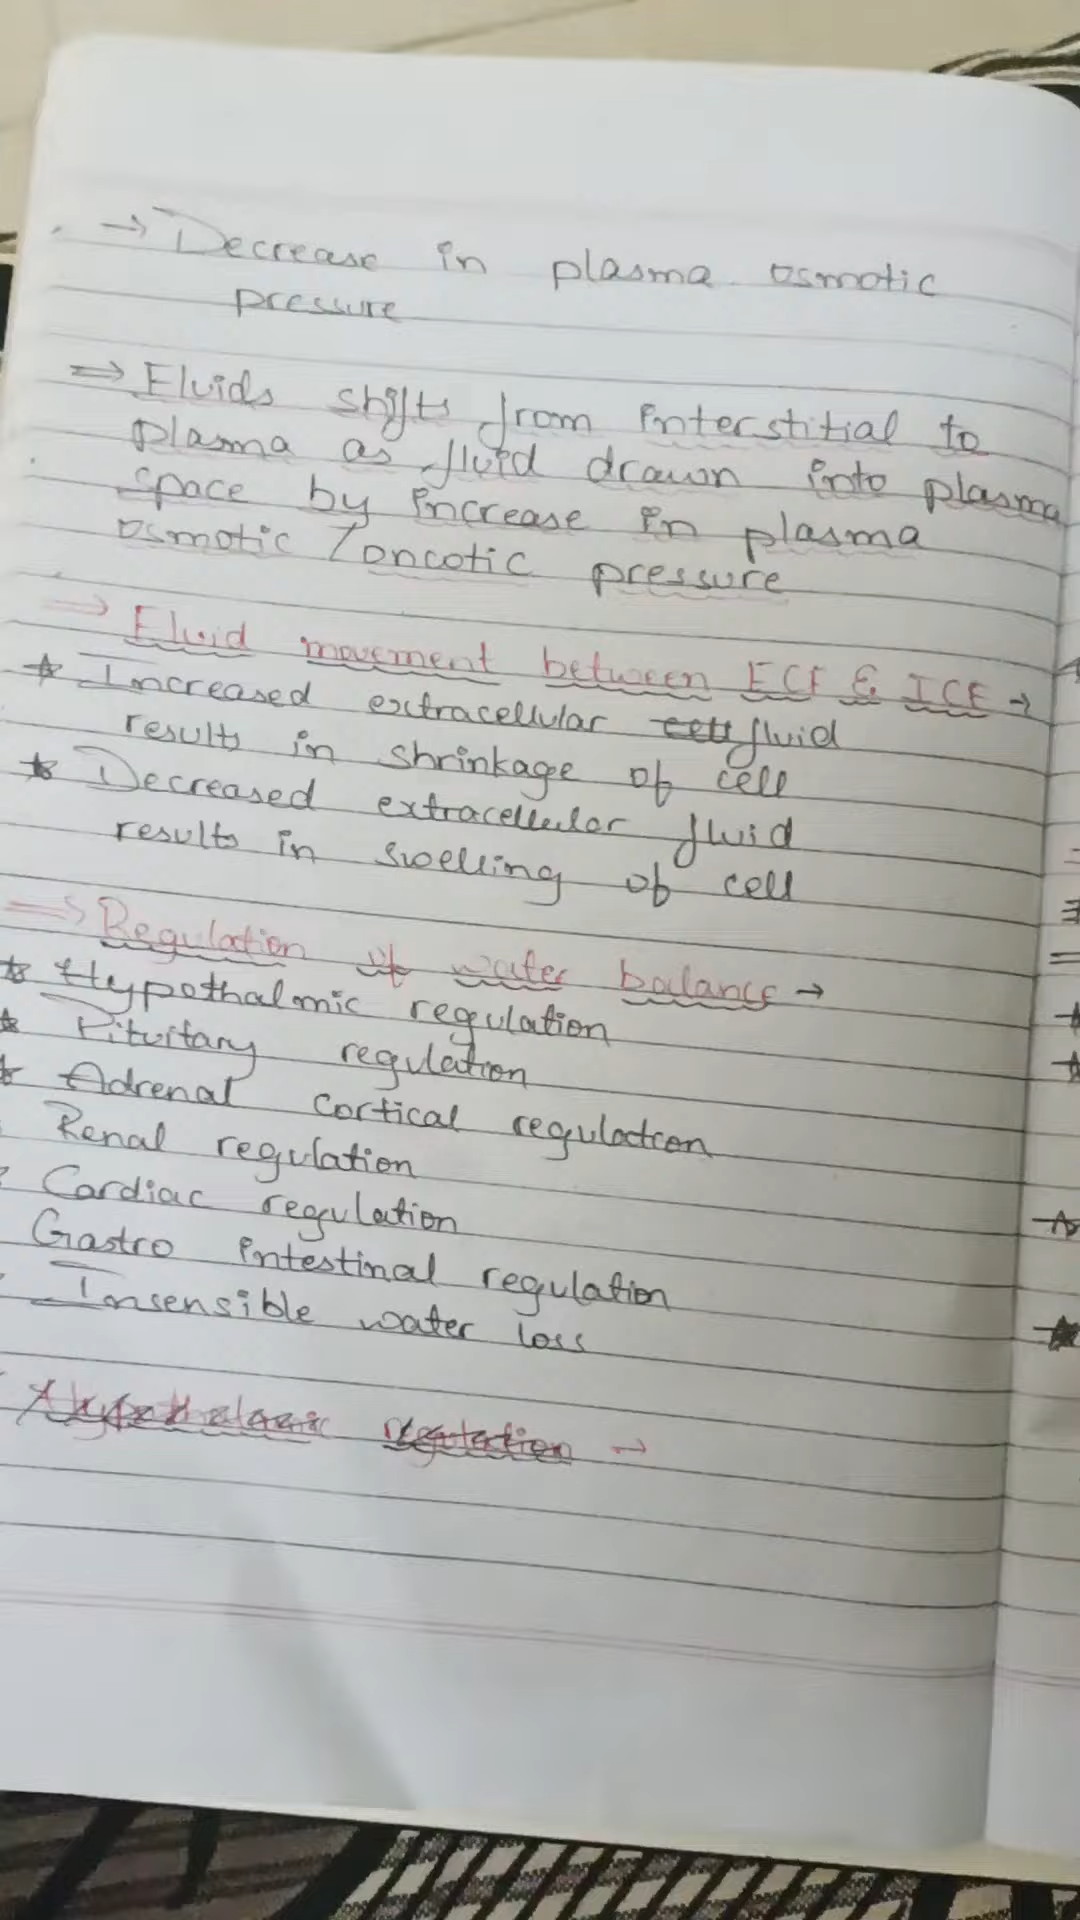 → Decrease in plasma osmotic
pressure
⇒ Fluids shifts from interstitial to
plasma as fluid drawn into plasma
space by increase in plasma
osmotic / oncotic pressure
⇒ Fluid movement between ECF & ICF →
* Increased extracellular cell fluid
results in shrinkage of cell
* Decreased extracellular fluid
results in swelling of cell
⇒ Regulation of water balance →
* Hypothalmic regulation
* Pituitary regulation
* Adrenal cortical regulation
Renal regulation
Cardiac regulation
Gastro intestinal regulation
Insensible water loss
Hypothalamic regulation →